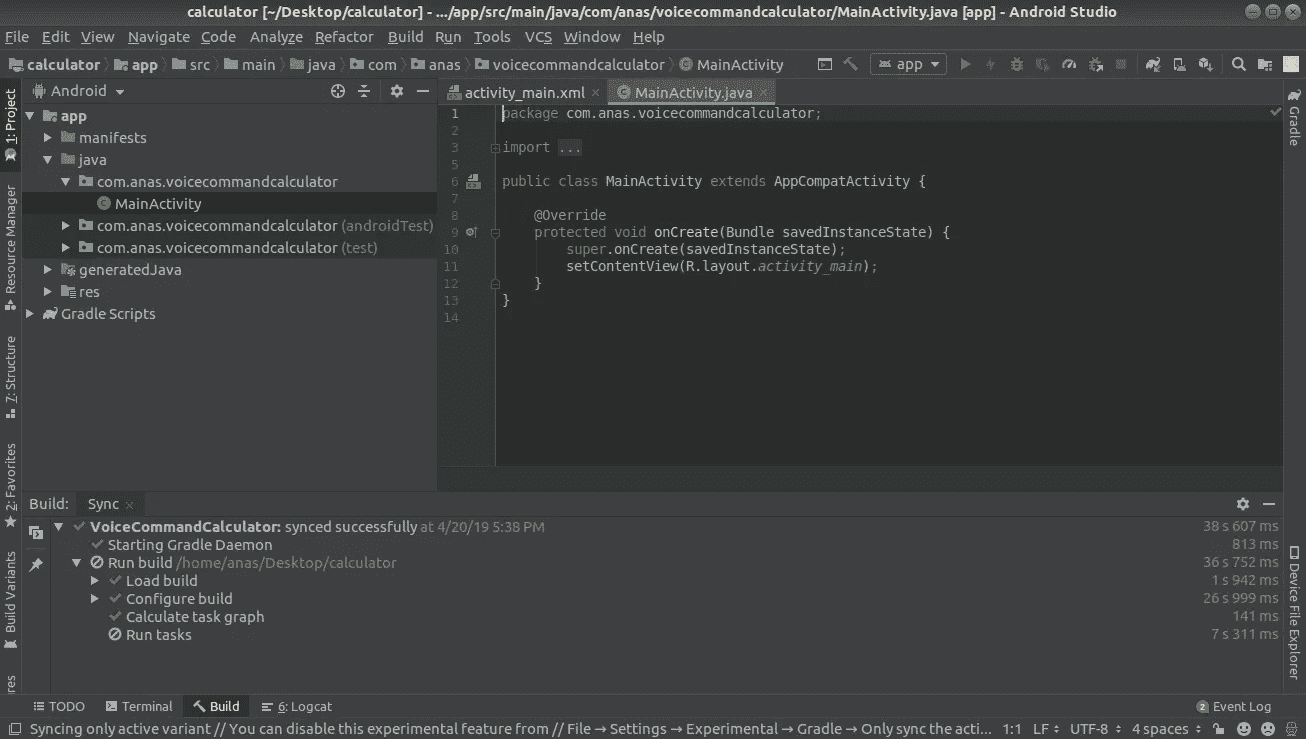 calculator [~/Desktop/calculator] - .../app/src/main/java/com/anas/voicecommandcalculator/MainActivity.java [app] - Android Studio
File Edit View Navigate Code Analyze Refactor Build Run Tools VCS Window Help
calculator app src main java com anas voicecommandcalculator MainActivity app
1: Project
Resource Manager
Z: Structure
2: Favorites
Build Variants
res
Android
app
manifests
java
com.anas.voicecommandcalculator
MainActivity
com.anas.voicecommandcalculator (androidTest)
com.anas.voicecommandcalculator (test)
generatedJava
res
Gradle Scripts
activity_main.xml MainActivity.java
1 package com.anas.voicecommandcalculator;
2
3 import ...
5
6 public class MainActivity extends AppCompatActivity {
7
8 @Override
9 protected void onCreate(Bundle savedInstanceState) {
10 super.onCreate(savedInstanceState);
11 setContentView(R.layout.activity_main);
12 }
13 }
14
Gradle
Device File Explorer
Build: Sync
VoiceCommandCalculator: synced successfully at 4/20/19 5:38 PM 38 s 607 ms
Starting Gradle Daemon 813 ms
Run build /home/anas/Desktop/calculator 36 s 752 ms
Load build 1 s 942 ms
Configure build 26 s 999 ms
Calculate task graph 141 ms
Run tasks 7 s 311 ms
TODO Terminal Build 6: Logcat 2 Event Log
Syncing only active variant // You can disable this experimental feature from // File → Settings → Experimental → Gradle → Only sync the acti... 1:1 LF UTF-8 4 spaces